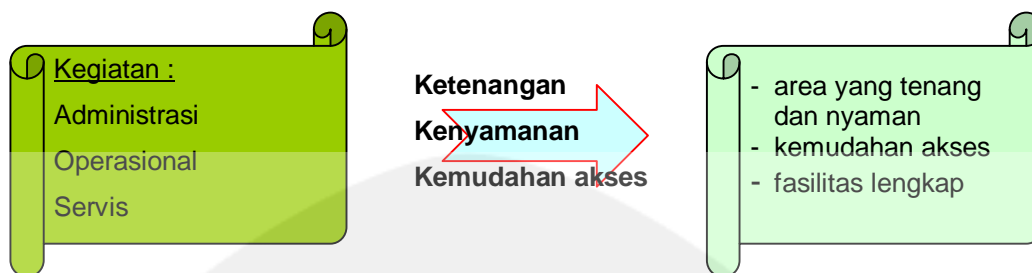 Kegiatan :
Administrasi
Operasional
Servis
Ketenangan
Kenyamanan
Kemudahan akses
- area yang tenang
dan nyaman
- kemudahan akses
- fasilitas lengkap